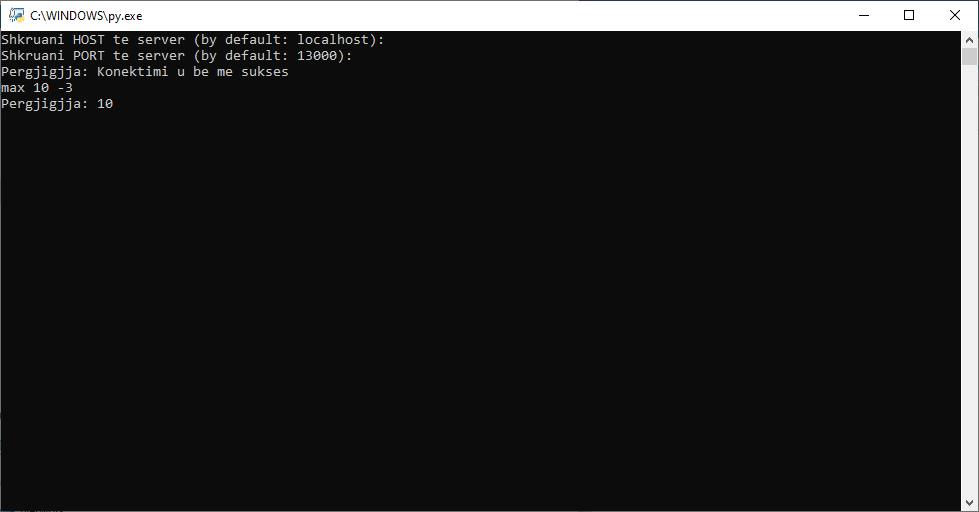 C:\WINDOWS\py.exe
Shkruani HOST te server (by default: localhost):
Shkruani PORT te server (by default: 13000):
Pergjigjja: Konektimi u be me sukses
max 10 -3
Pergjigjja: 10